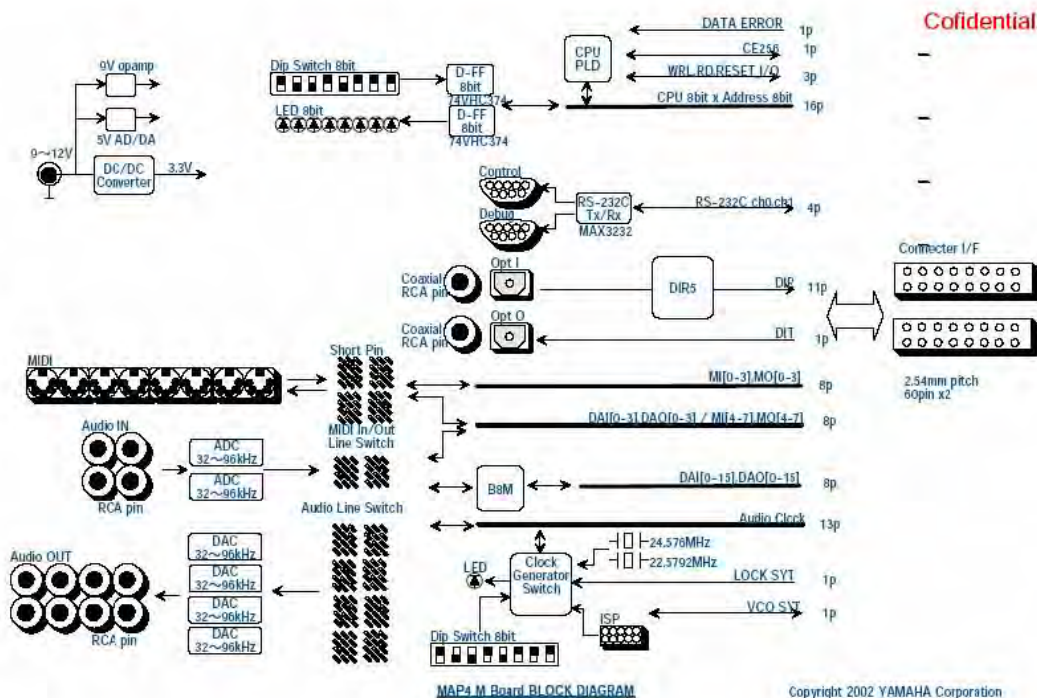 Cofidential
DATA ERROR
1p
CE256
1p
WRL.RD.RESET.I/O
3p
CPU 8bit x Address 8bit
16p
CPU
PLD
Dip Switch 8bit
D-FF
8bit
74VHC374
LED 8bit
D-FF
8bit
74VHC374
9V opamp
5V AD/DA
9～12V
DC/DC
Converter
3.3V
Control
Debug
RS-232C
Tx/Rx
MAX3232
RS-232C ch0.ch1
4p
Coaxial
RCA pin
Opt I
DIR5
DIR
11p
Connecter I/F
Coaxial
RCA pin
Opt O
DIT
1p
2.54mm pitch
60pin x2
MIDI
Short Pin
MI[0-3].MO[0-3]
8p
DAI[0-3].DAO[0-3] / MI[4-7].MO[4-7]
8p
MIDI In/Out
Line Switch
Audio IN
RCA pin
ADC
32～96kHz
ADC
32～96kHz
B8M
DAI[0-15].DAO[0-15]
8p
Audio Line Switch
Audio Clock
13p
Audio OUT
RCA pin
DAC
32～96kHz
DAC
32～96kHz
DAC
32～96kHz
DAC
32～96kHz
LED
Clock
Generator
Switch
24.576MHz
22.5792MHz
LOCK SYT
1p
VCO SYT
1p
ISP
Dip Switch 8bit
MAP4 M Board BLOCK DIAGRAM
Copyright 2002 YAMAHA Corporation